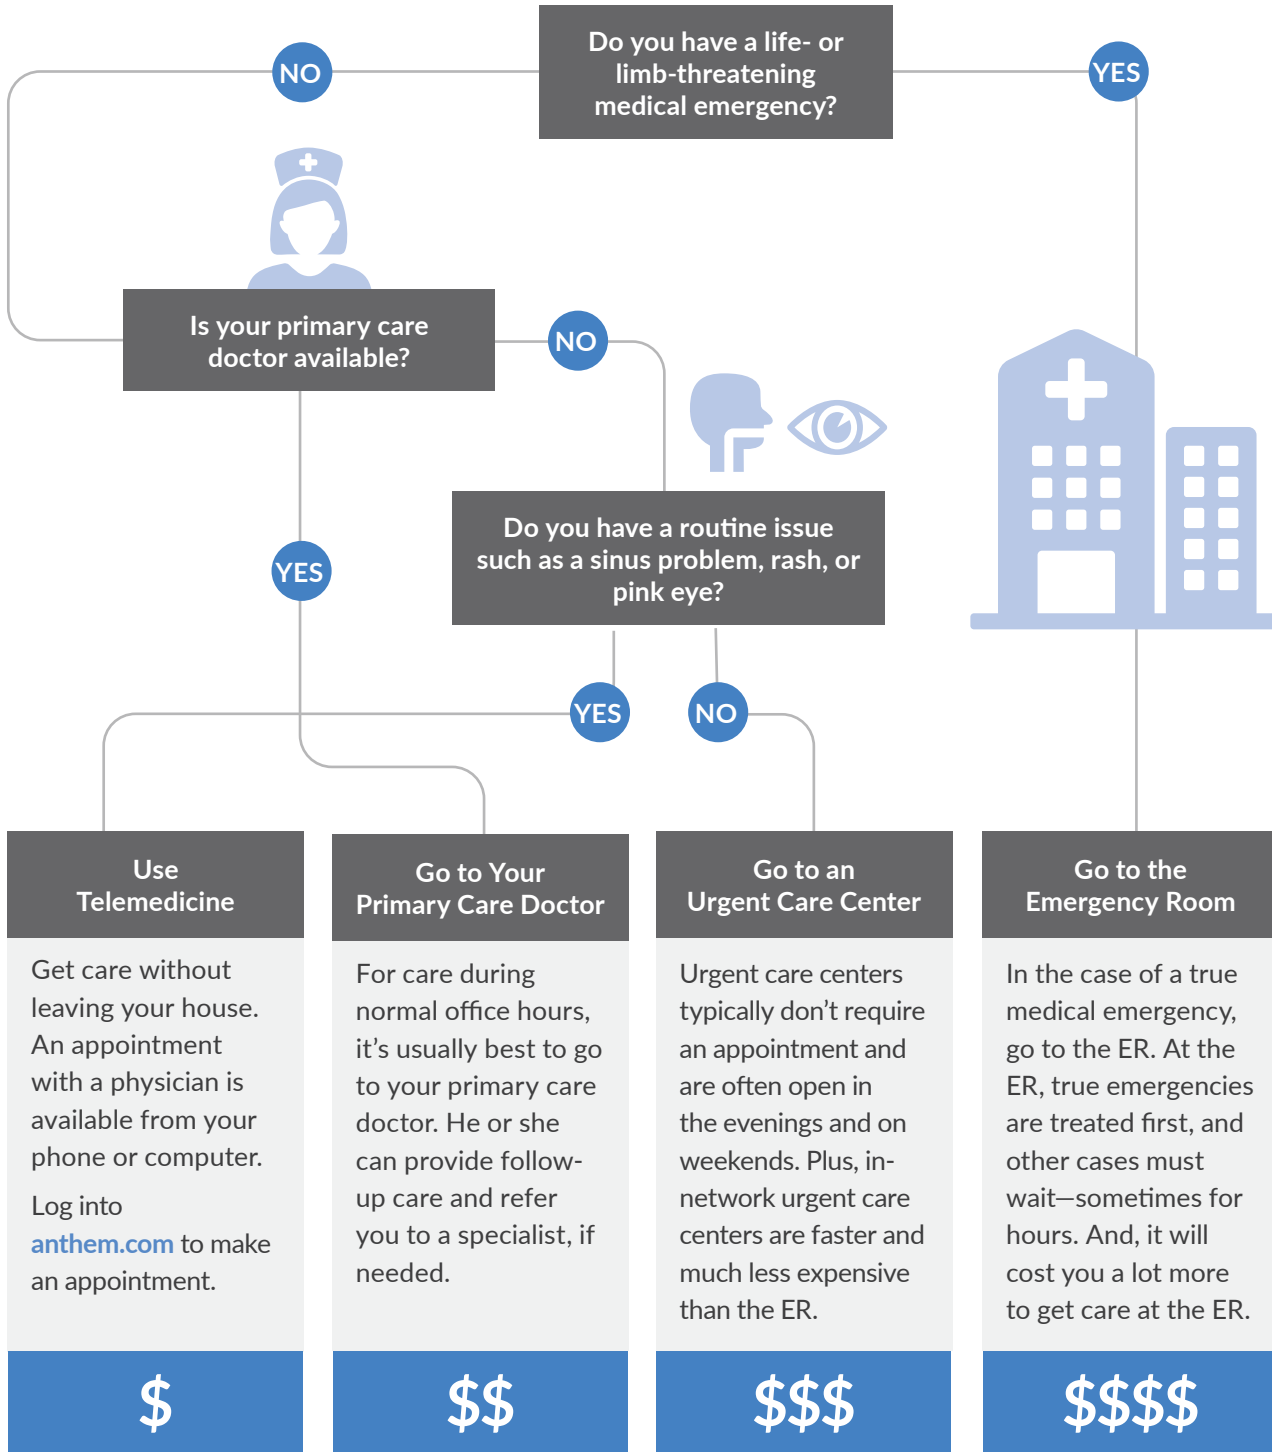 Do you have a life- or
limb-threatening
medical emergency?
NO
YES
Is your primary care
doctor available?
NO
YES
Do you have a routine issue
such as a sinus problem, rash, or
pink eye?
YES
NO
Use
Telemedicine
Get care without
leaving your house.
An appointment
with a physician is
available from your
phone or computer.
Log into
anthem.com to make
an appointment.
$
Go to Your
Primary Care Doctor
For care during
normal office hours,
it’s usually best to go
to your primary care
doctor. He or she
can provide follow-
up care and refer
you to a specialist, if
needed.
$$
Go to an
Urgent Care Center
Urgent care centers
typically don’t require
an appointment and
are often open in
the evenings and on
weekends. Plus, in-
network urgent care
centers are faster and
much less expensive
than the ER.
$$$
Go to the
Emergency Room
In the case of a true
medical emergency,
go to the ER. At the
ER, true emergencies
are treated first, and
other cases must
wait—sometimes for
hours. And, it will
cost you a lot more
to get care at the ER.
$$$$